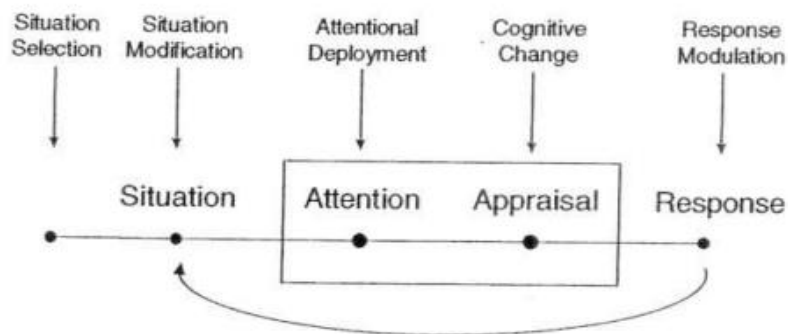 Situation
Selection
Situation
Modification
Attentional
Deployment
Cognitive
Change
Response
Modulation
Situation
Attention
Appraisal
Response